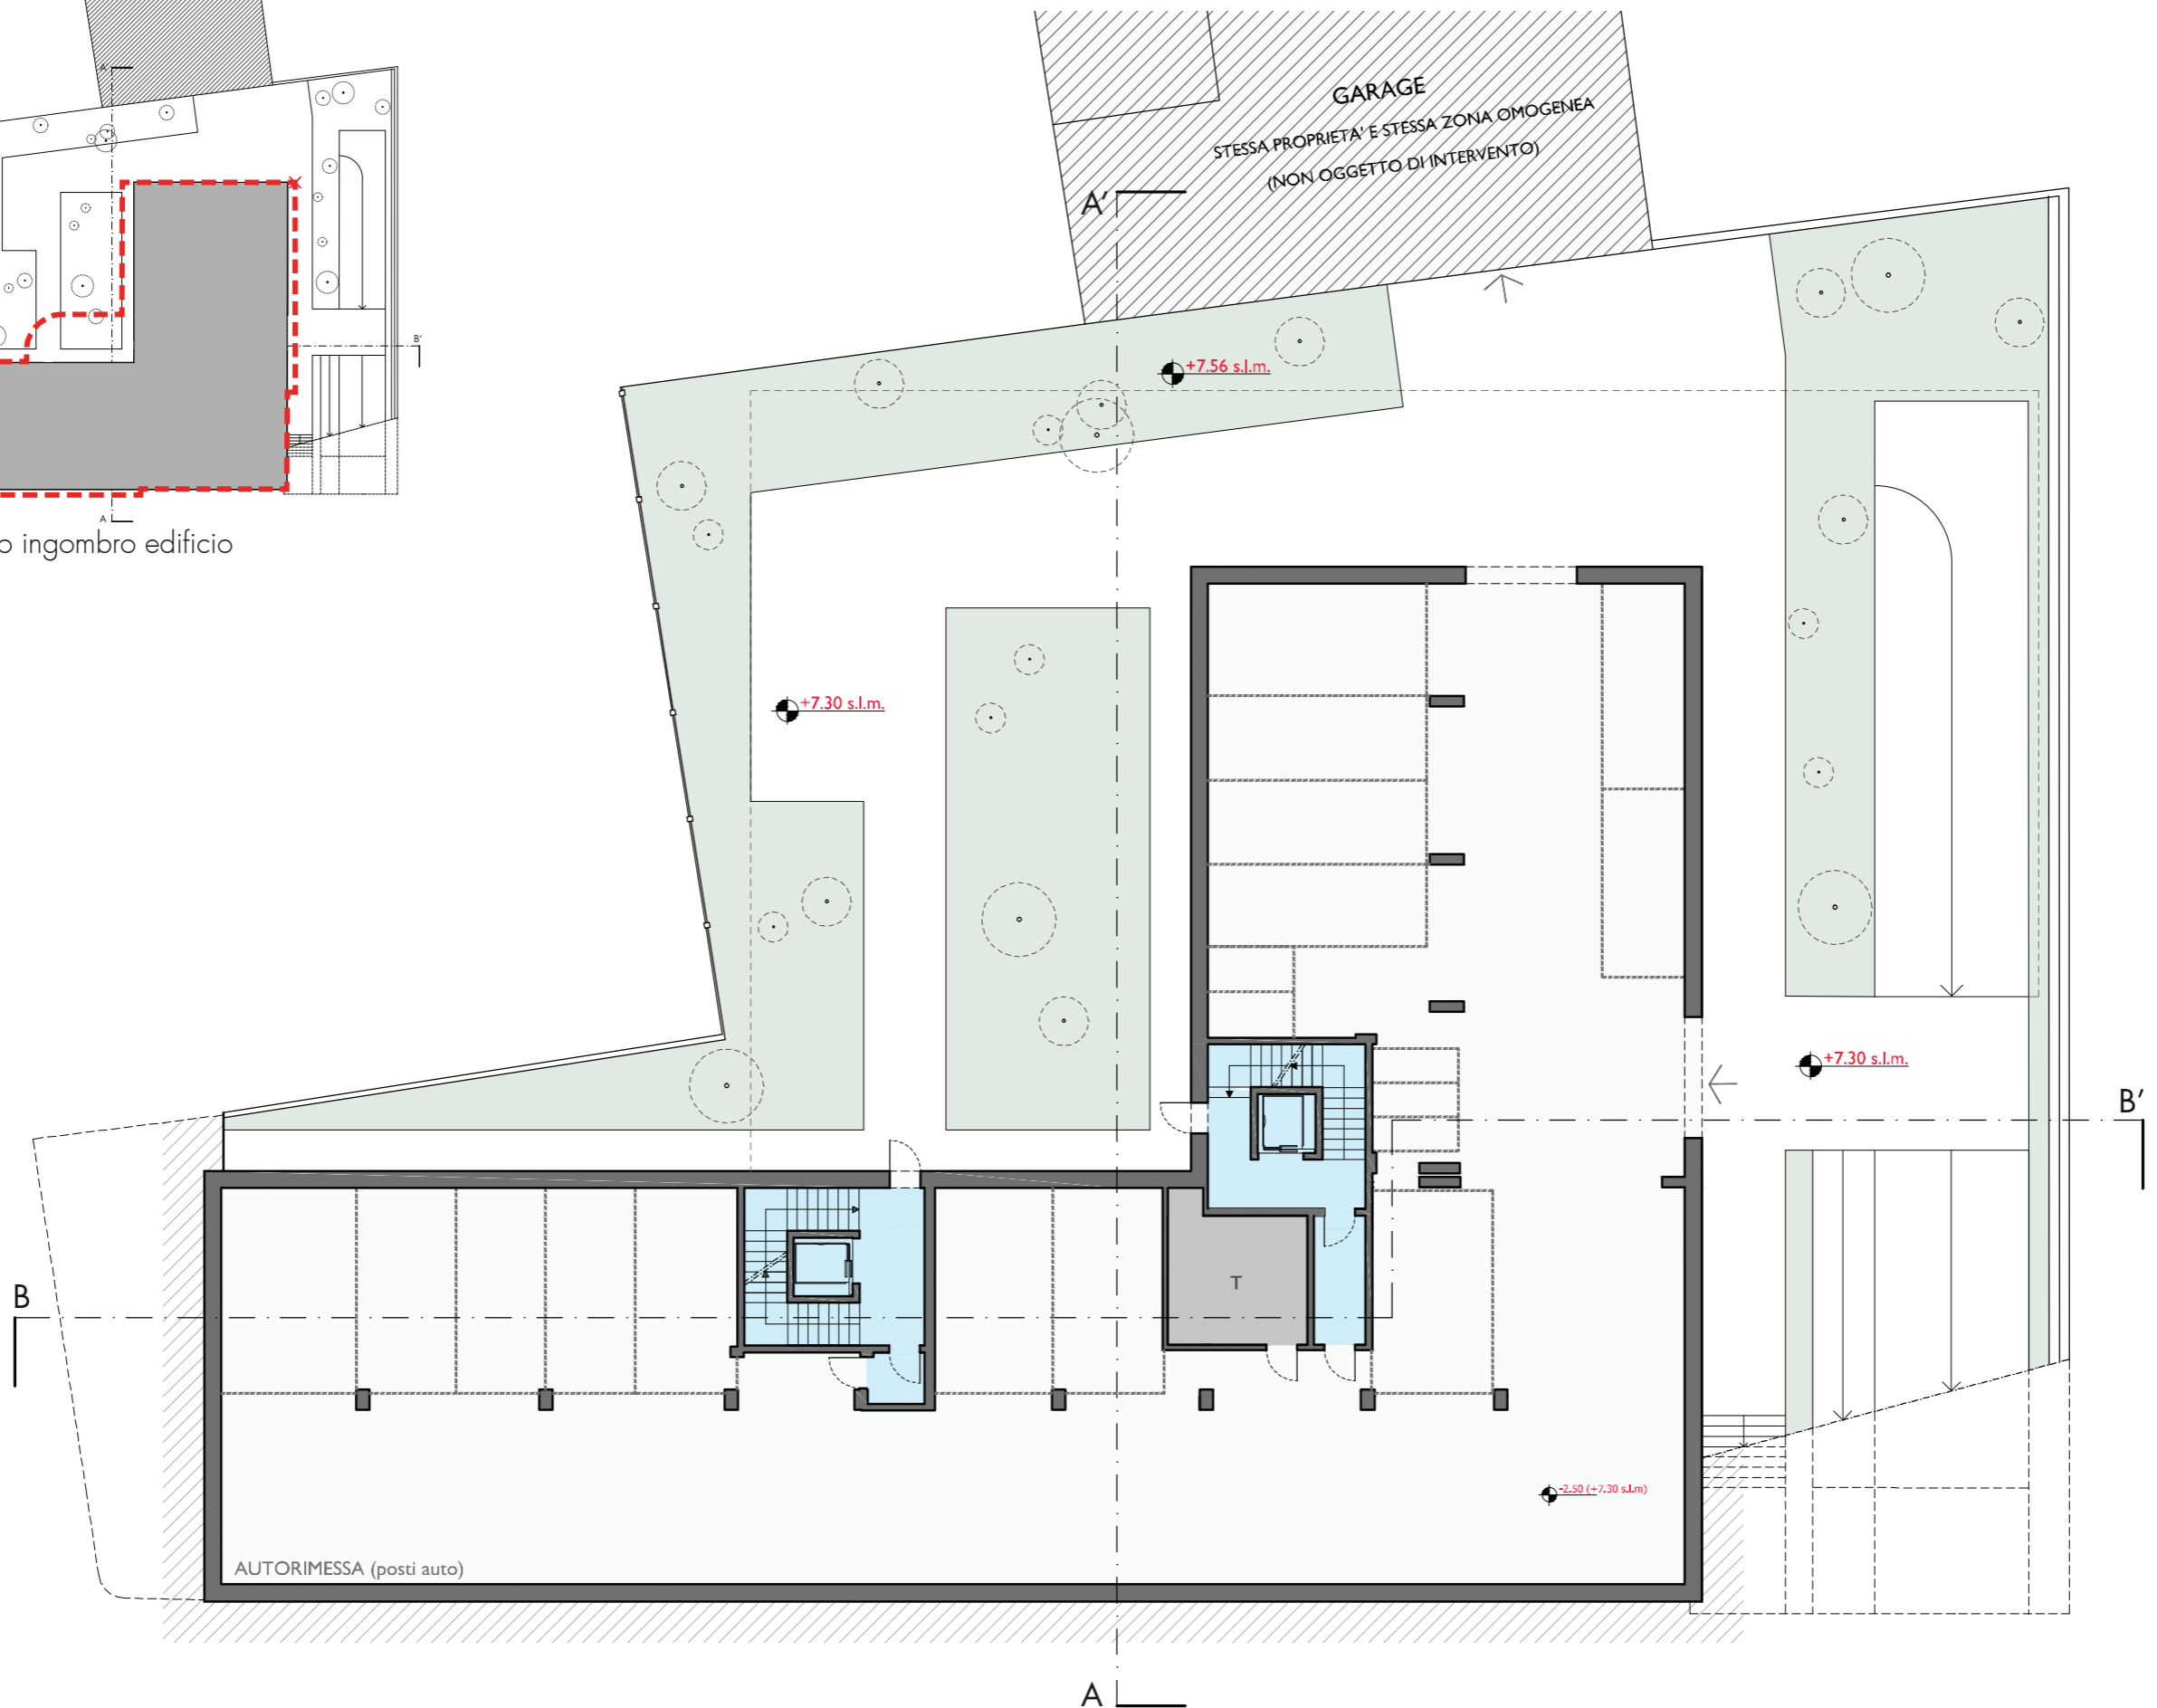 A'
B'
A
o ingombro edificio
GARAGE
STESSA PROPRIETA' E STESSA ZONA OMOGENEA
(NON OGGETTO DI INTERVENTO)
A'
+7.56 s.l.m.
+7.30 s.l.m.
+7.30 s.l.m.
B'
B
T
-2.50 (+7.30 s.l.m)
AUTORIMESSA (posti auto)
A